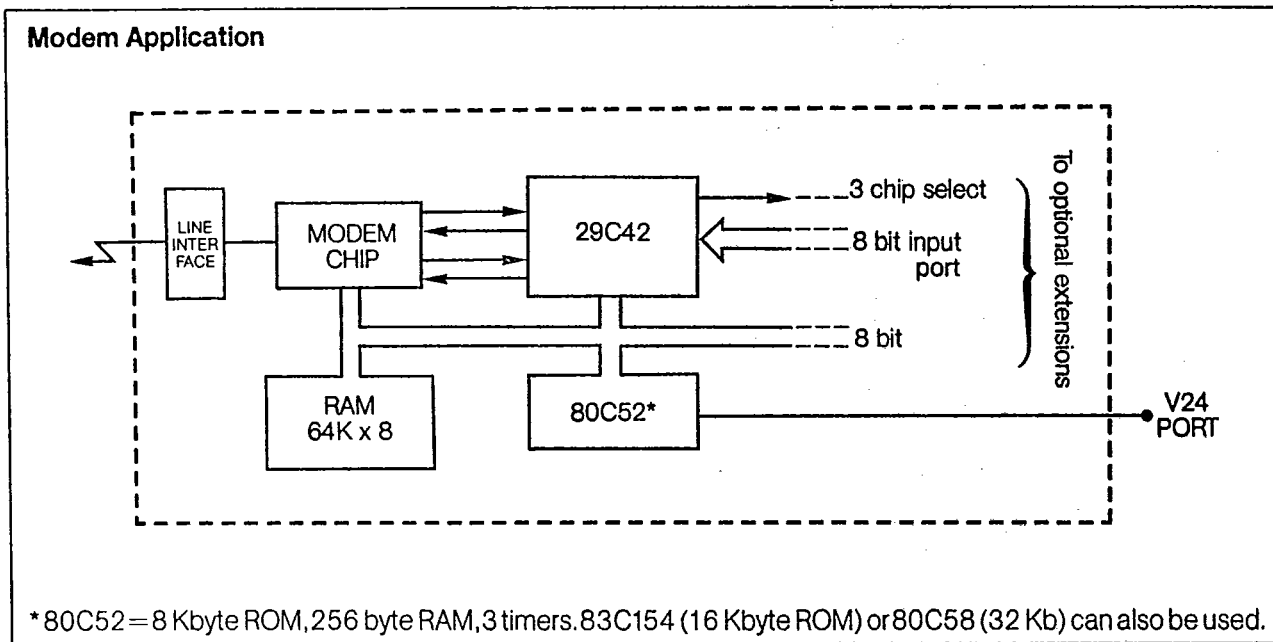 Modem Application
LINE
INTER
FACE
MODEM
CHIP
29C42
3 chip select
8 bit input
port
8 bit
To optional extensions
RAM
64K x 8
80C52*
V24
PORT
*80C52=8 Kbyte ROM, 256 byte RAM, 3 timers. 83C154 (16 Kbyte ROM) or 80C58 (32 Kb) can also be used.